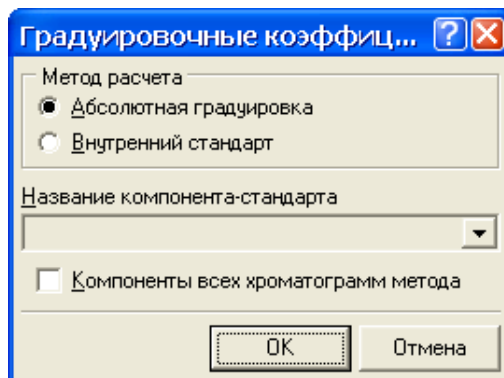 Градуировочные коэффиц...
Метод расчета
Абсолютная градуировка
Внутренний стандарт
Название компонента-стандарта
Компоненты всех хроматограмм метода
OK
Отмена